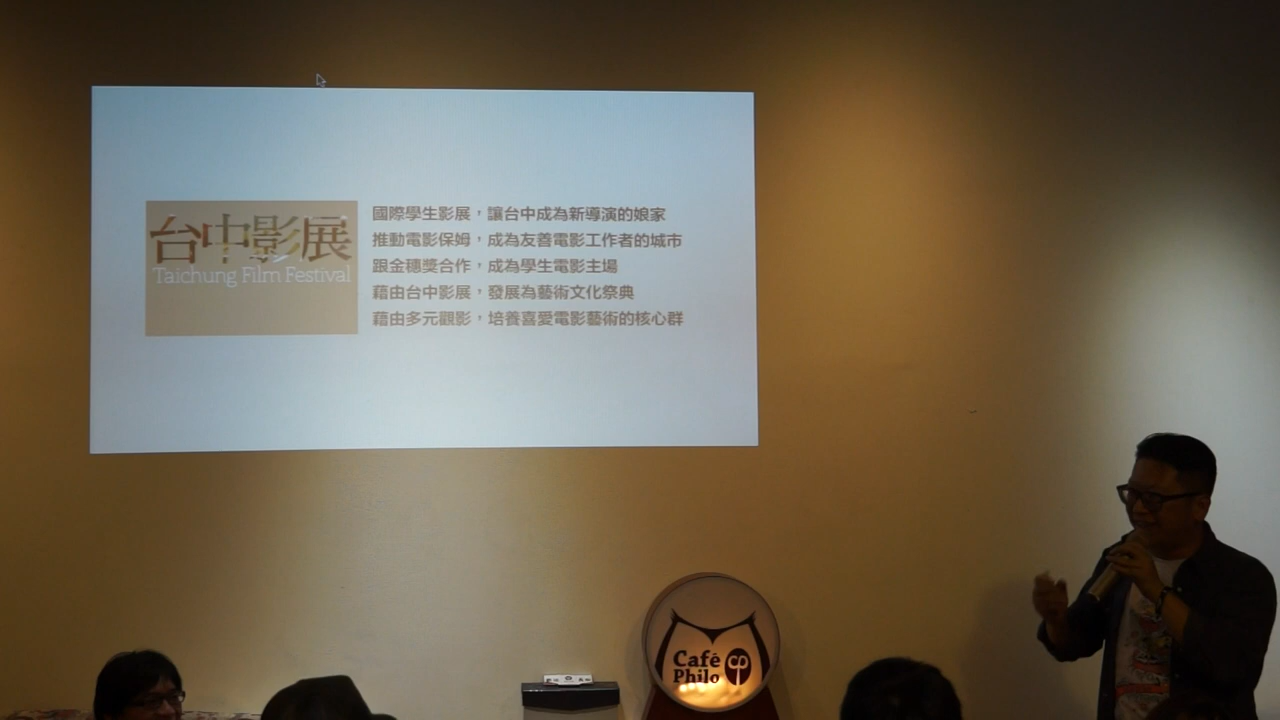 台中影展
Taichung Film Festival
國際學生影展，讓台中成為新導演的娘家
推動電影保姆，成為友善電影工作者的城市
跟金穗獎合作，成為學生電影主場
藉由台中影展，發展為藝術文化祭典
藉由多元觀影，培養喜愛電影藝術的核心群
Café
Philo